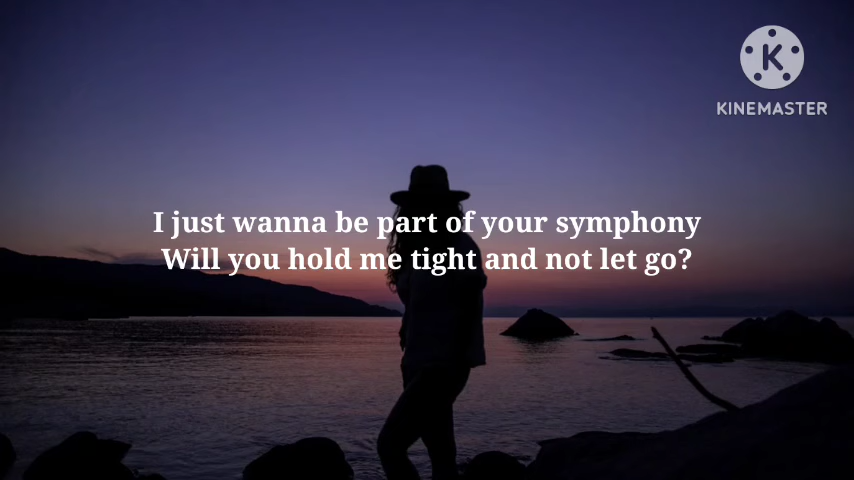 K
KINEMASTER
I just wanna be part of your symphony
Will you hold me tight and not let go?